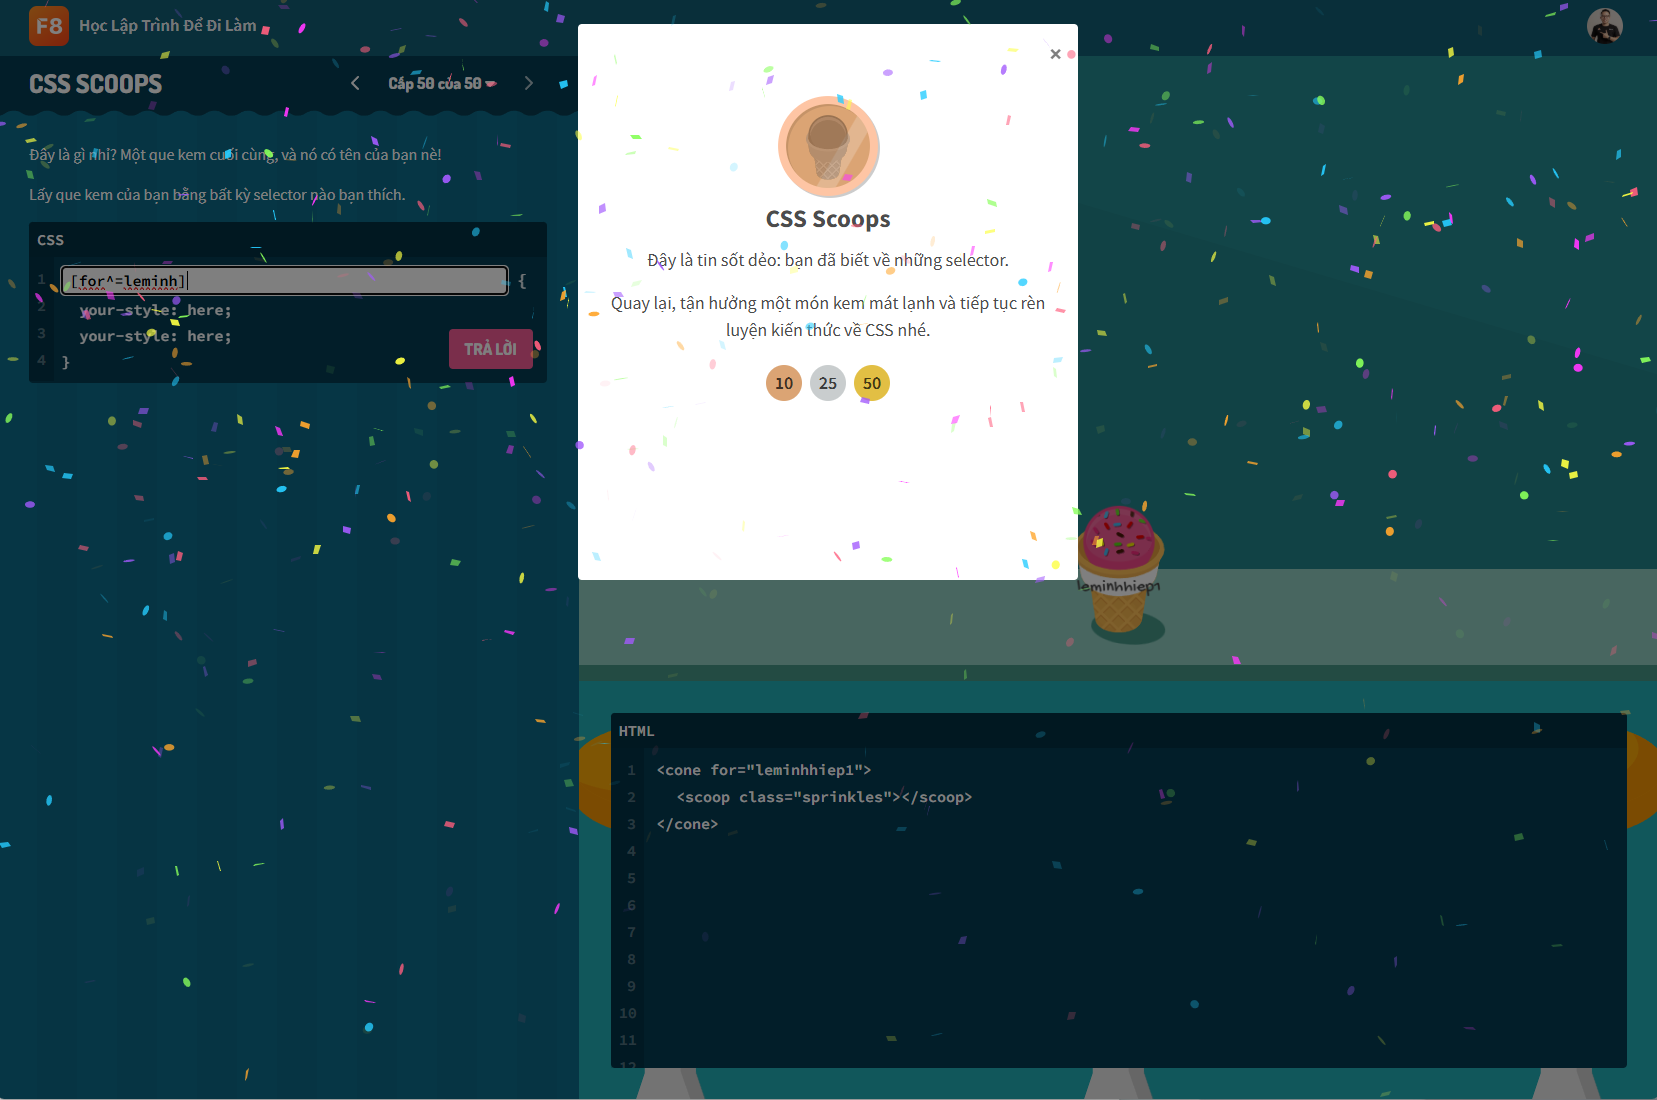 F8 Học Lập Trình Để Đi Làm
CSS SCOOPS
Cấp 50 của 50
Đây là gì nhỉ? Một que kem cuối cùng, và nó có tên của bạn nè!
Lấy que kem của bạn bằng bất kỳ selector nào bạn thích.
CSS
1 [for^=leminh] {
2 your-style: here;
3 your-style: here;
4 }
TRẢ LỜI
×
CSS Scoops
Đây là tin sốt dẻo: bạn đã biết về những selector.
Quay lại, tận hưởng một món kem mát lạnh và tiếp tục rèn
luyện kiến thức về CSS nhé.
10 25 50
leminhhiep1
HTML
1 <cone for="leminhhiep1">
2 <scoop class="sprinkles"></scoop>
3 </cone>
4
5
6
7
8
9
10
11
12